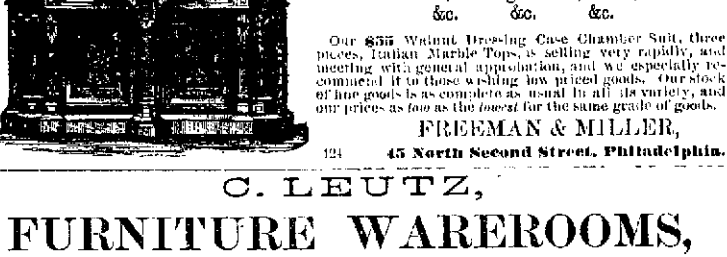 &c. &c. &c.
Our $55 Walnut Dressing Case Chamber Suit, three
pieces, Italian Marble Tops, is selling very rapidly, and
meeting with general approbation, and we especially re-
commend it to those wishing low priced goods. Our stock
of fine goods is as complete as usual in all its variety, and
our prices as low as the lowest for the same grade of goods.
FREEMAN & MILLER,
124 45 North Second Street, Philadelphia.
C. LEUTZ,
FURNITURE WAREROOMS,